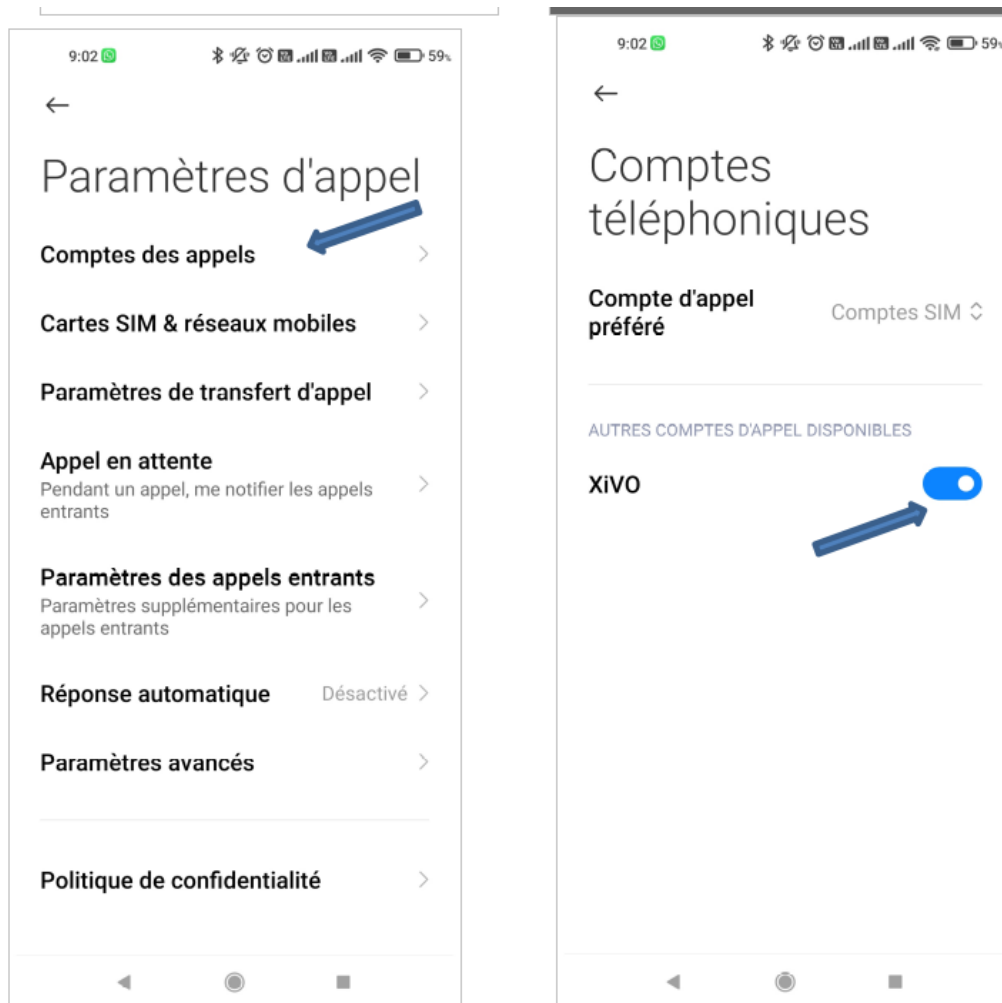 9:02
59%
Paramètres d'appel
Comptes des appels
Cartes SIM & réseaux mobiles
Paramètres de transfert d'appel
Appel en attente
Pendant un appel, me notifier les appels
entrants
Paramètres des appels entrants
Paramètres supplémentaires pour les
appels entrants
Réponse automatique Désactivé
Paramètres avancés
Politique de confidentialité
9:02
59%
Comptes
téléphoniques
Compte d'appel
préféré
Comptes SIM
AUTRES COMPTES D'APPEL DISPONIBLES
XiVO